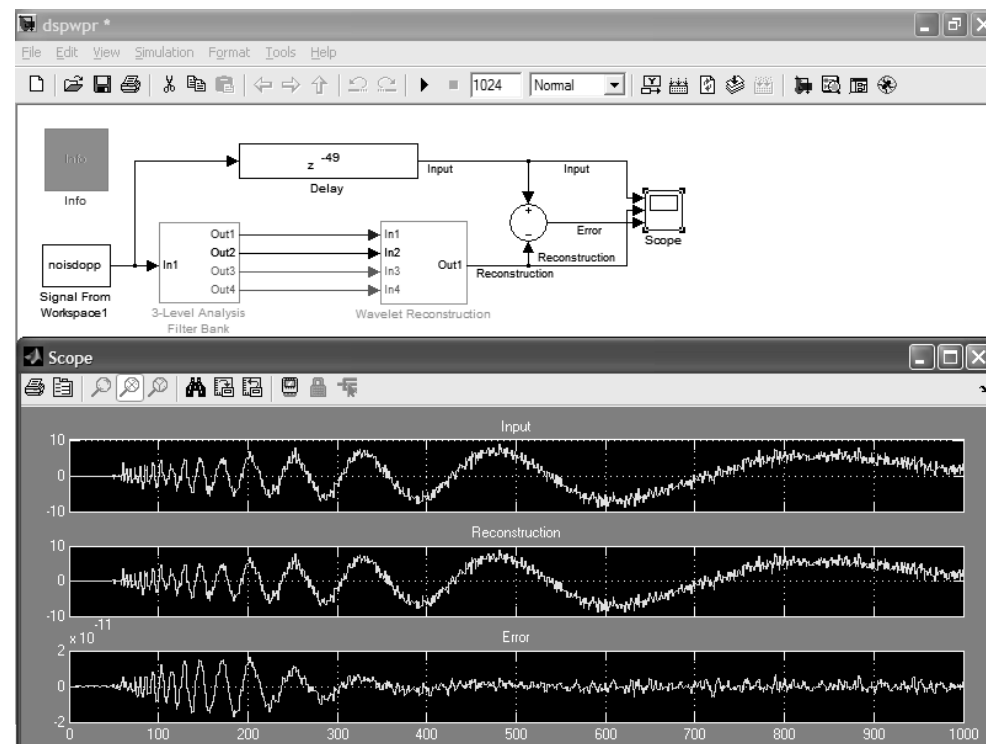 dspwpr *
File Edit View Simulation Format Tools Help
1024 Normal
Info
Info
z -49
Delay
Input
Input
Error
Scope
Reconstruction
Reconstruction
noisdopp
Signal From
Workspace1
In1
Out1
Out2
Out3
Out4
3-Level Analysis
Filter Bank
In1
In2
In3
In4
Out1
Wavelet Reconstruction
+
−
Scope
Input
10
0
-10
Reconstruction
10
0
-10
x 10 -11
Error
2
0
-2
0 100 200 300 400 500 600 700 800 900 1000